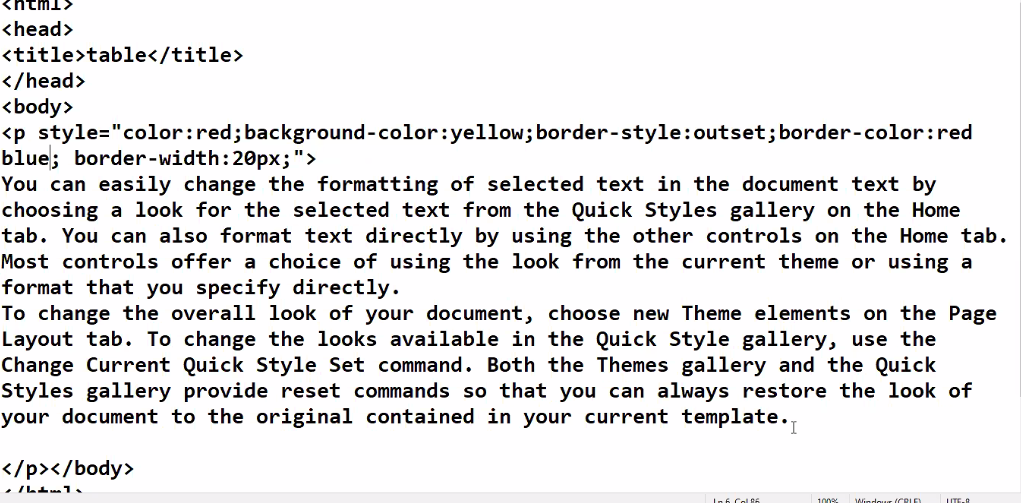 <html>
<head>
<title>table</title>
</head>
<body>
<p style="color:red;background-color:yellow;border-style:outset;border-color:red
blue; border-width:20px;">
You can easily change the formatting of selected text in the document text by
choosing a look for the selected text from the Quick Styles gallery on the Home
tab. You can also format text directly by using the other controls on the Home tab.
Most controls offer a choice of using the look from the current theme or using a
format that you specify directly.
To change the overall look of your document, choose new Theme elements on the Page
Layout tab. To change the looks available in the Quick Style gallery, use the
Change Current Quick Style Set command. Both the Themes gallery and the Quick
Styles gallery provide reset commands so that you can always restore the look of
your document to the original contained in your current template.
</p></body>
</html>
Ln 6, Col 86 100% Windows (CRLF) UTF-8